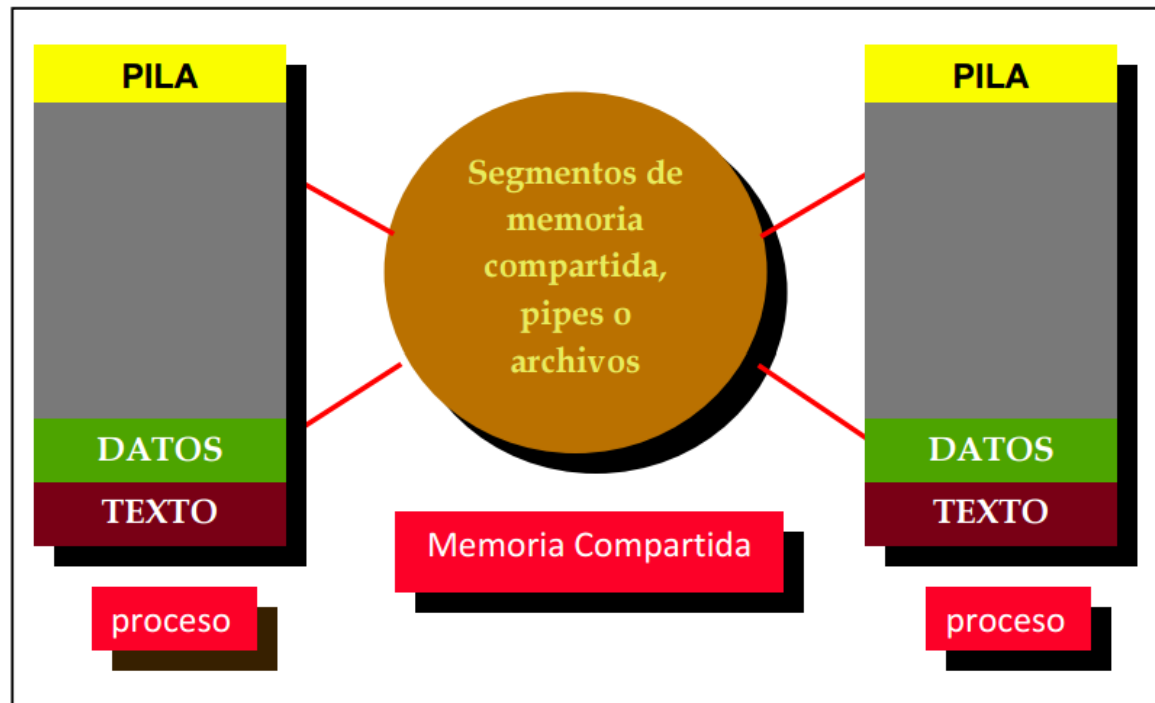 PILA
DATOS
TEXTO
proceso
Segmentos de
memoria
compartida,
pipes o
archivos
Memoria Compartida
PILA
DATOS
TEXTO
proceso